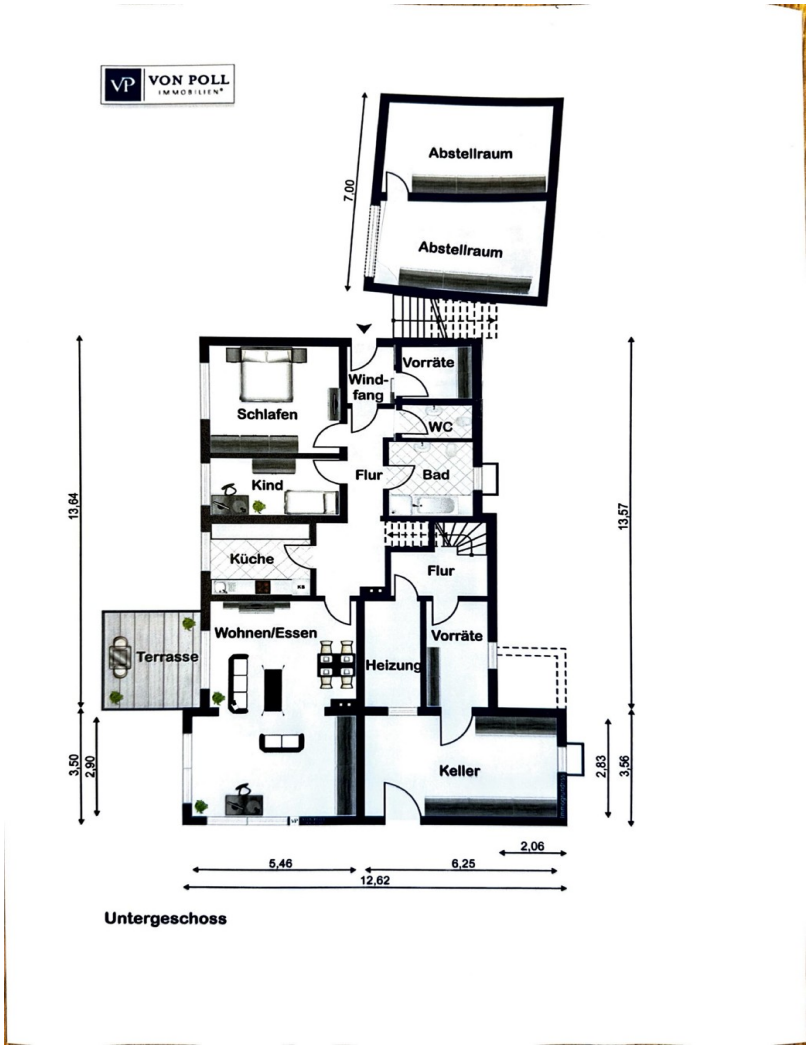 VP VON POLL
IMMOBILIEN®
Abstellraum
7,00
Abstellraum
Vorräte
Wind-
fang
Schlafen
WC
Kind
Flur
Bad
13,64
13,57
Küche
Flur
Wohnen/Essen
Vorräte
Terrasse
Heizung
3,50
2,90
Keller
2,83
3,56
VP
2,06
5,46
6,25
12,62
Untergeschoss